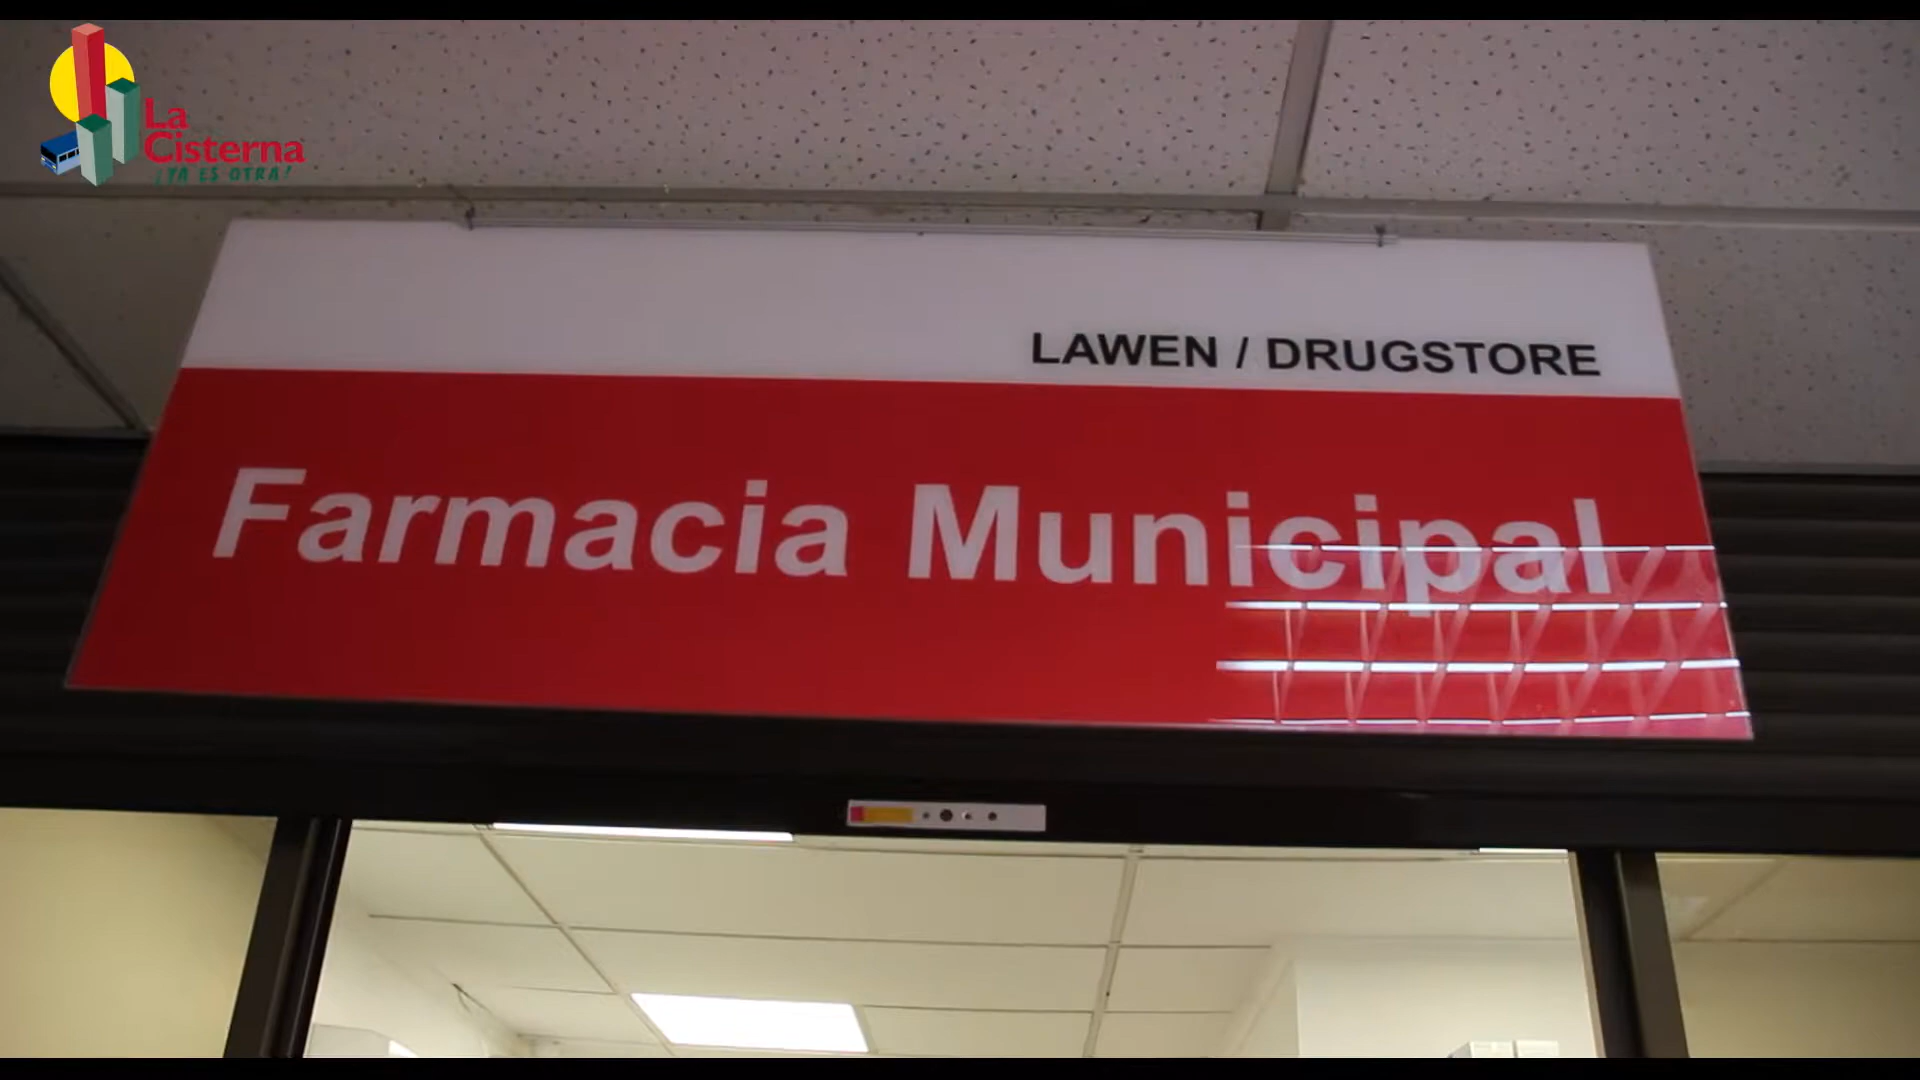 La
Cisterna
¡YA ES OTRA!
LAWEN / DRUGSTORE
Farmacia Municipal